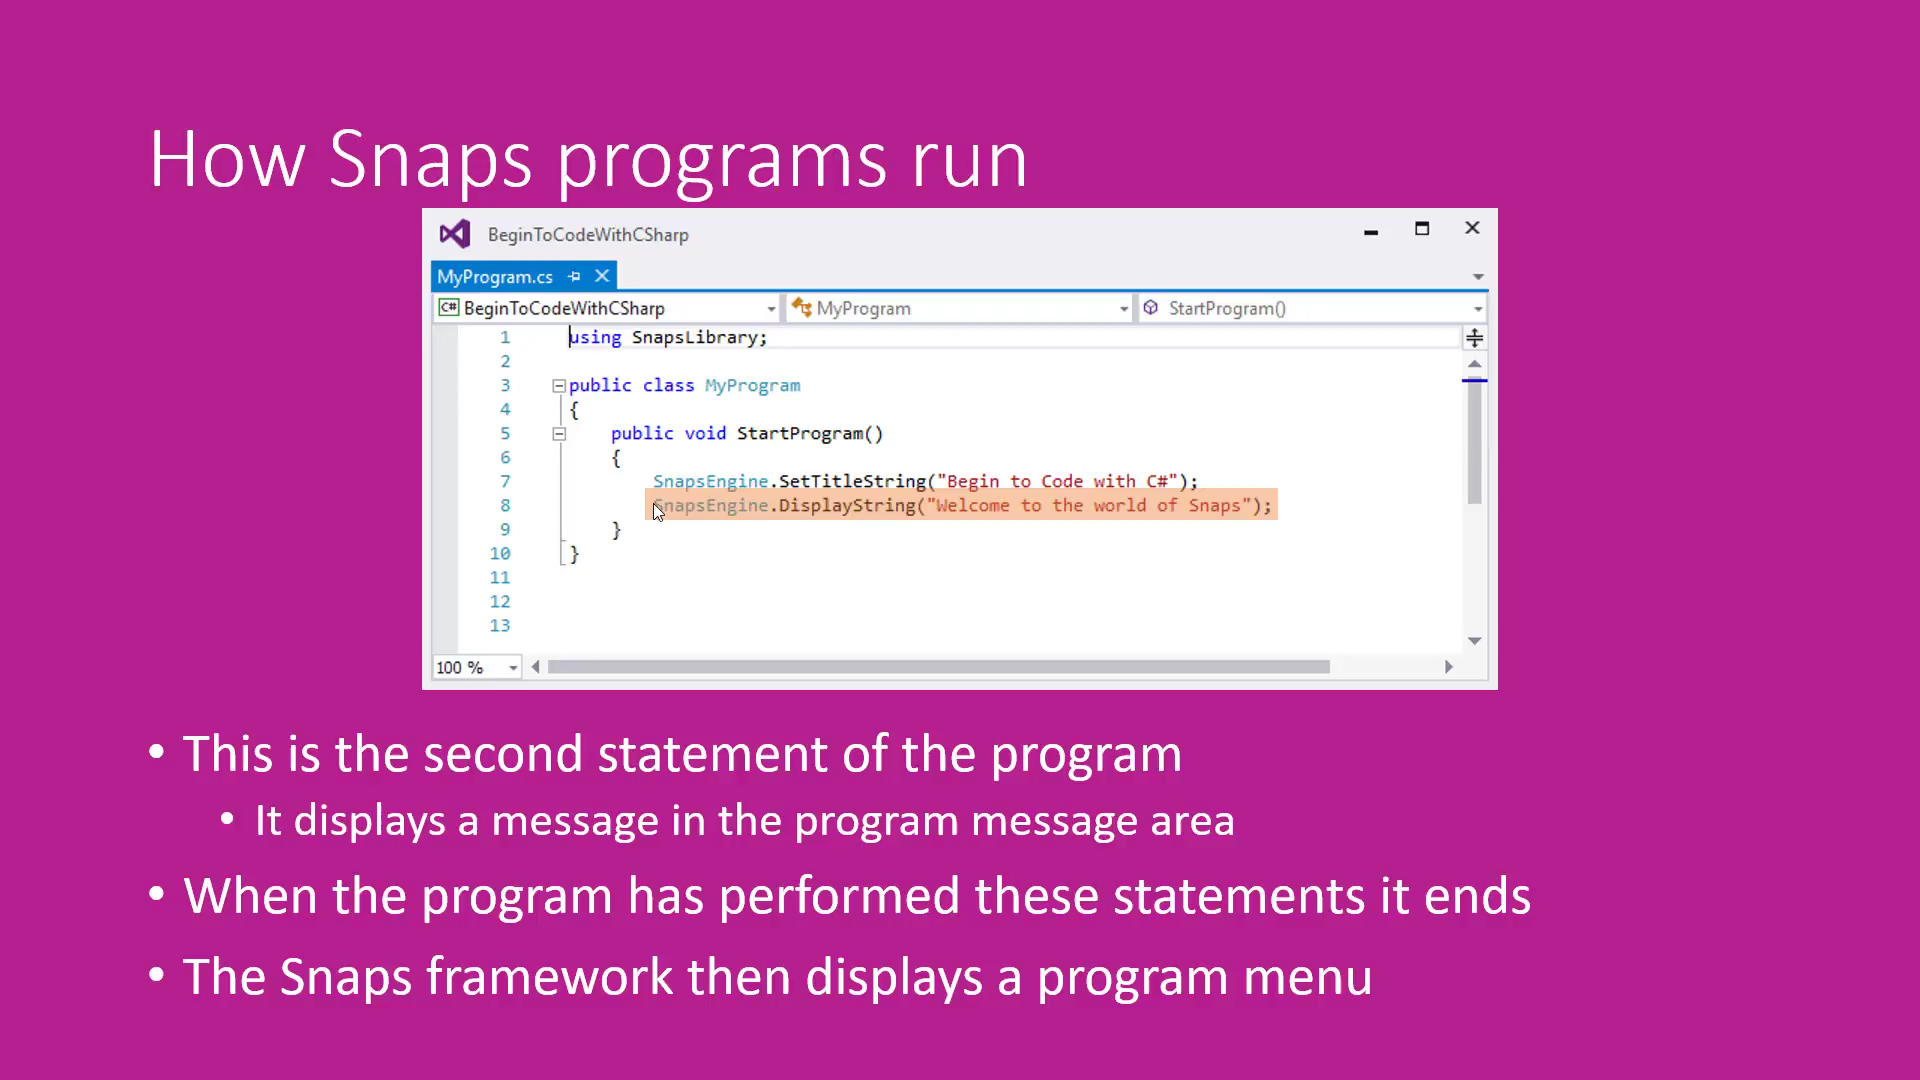 How Snaps programs run
BeginToCodeWithCSharp
MyProgram.cs
C# BeginToCodeWithCSharp MyProgram StartProgram()
1 using SnapsLibrary;
2
3 public class MyProgram
4 {
5 public void StartProgram()
6 {
7 SnapsEngine.SetTitleString("Begin to Code with C#");
8 SnapsEngine.DisplayString("Welcome to the world of Snaps");
9 }
10 }
11
12
13
100 %
• This is the second statement of the program
• It displays a message in the program message area
• When the program has performed these statements it ends
• The Snaps framework then displays a program menu